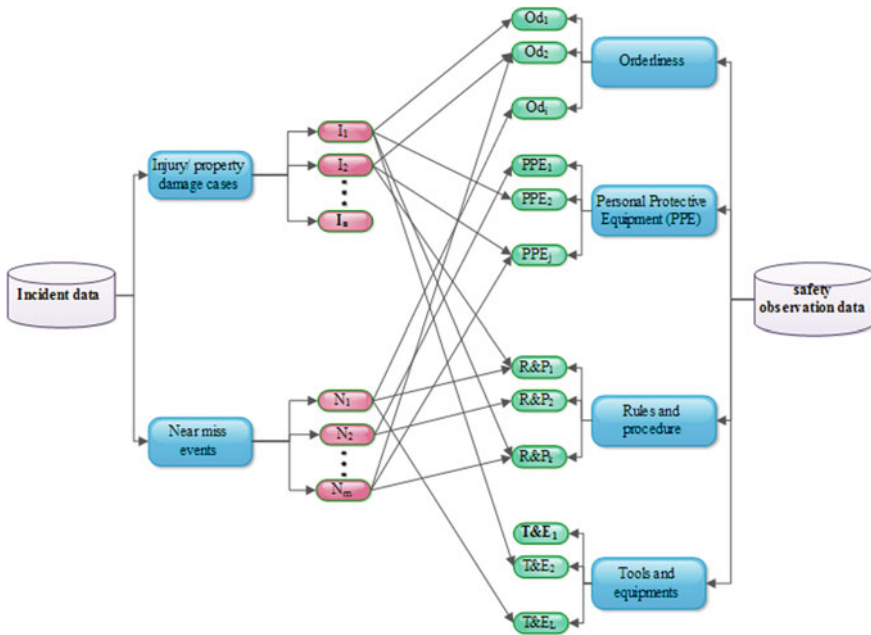 Incident data
Injury/ property
damage cases
Near miss
events
I₁
I₂
Iₙ
N₁
N₂
Nₘ
Od₁
Od₂
Odᵢ
PPE₁
PPE₂
PPEⱼ
R&P₁
R&P₂
R&Pₖ
T&E₁
T&E₂
T&E_L
Orderliness
Personal Protective
Equipment (PPE)
Rules and
procedure
Tools and
equipments
safety
observation data